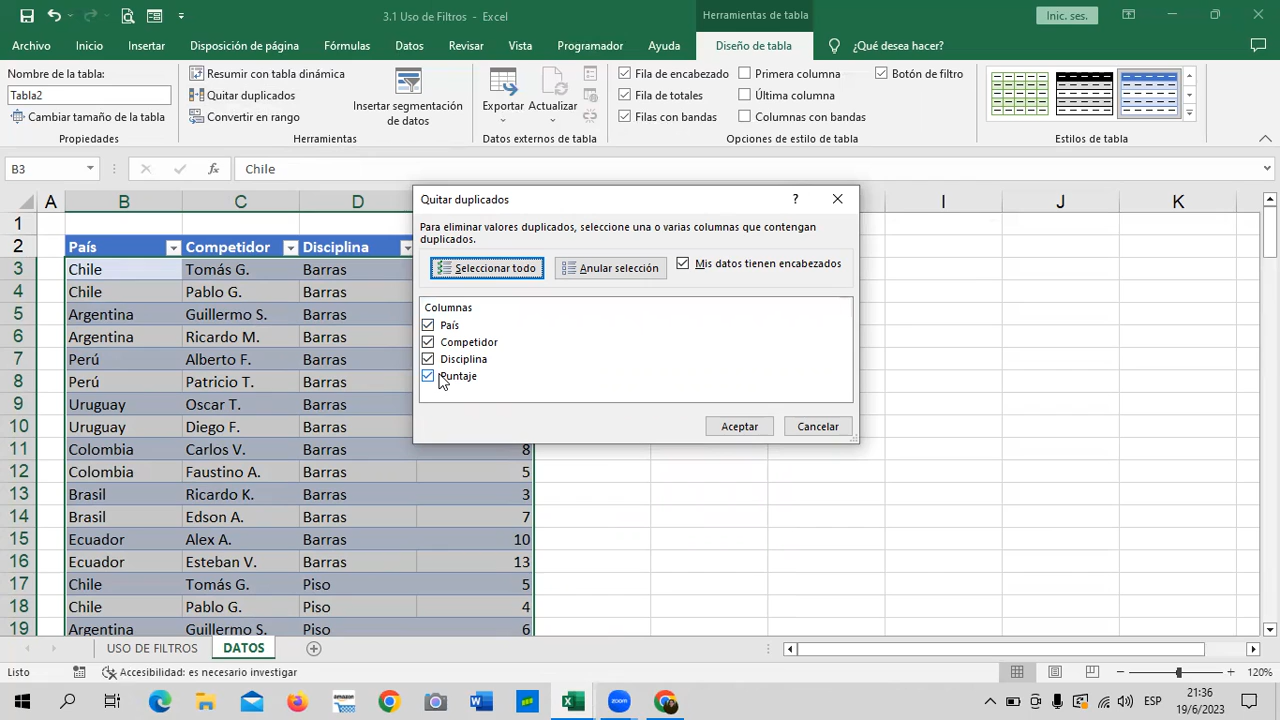 3.1 Uso de Filtros - Excel
Herramientas de tabla
Inic. ses.
Archivo Inicio Insertar Disposición de página Fórmulas Datos Revisar Vista Programador Ayuda Diseño de tabla ¿Qué desea hacer?
Nombre de la tabla:
Tabla2
Cambiar tamaño de la tabla
Propiedades
Resumir con tabla dinámica
Quitar duplicados
Convertir en rango
Insertar segmentación
de datos
Herramientas
Exportar Actualizar
Datos externos de tabla
Fila de encabezado Primera columna Botón de filtro
Fila de totales Última columna
Filas con bandas Columnas con bandas
Opciones de estilo de tabla
Estilos de tabla
B3 fx Chile
A B C D I J K
1
2 País Competidor Disciplina
3 Chile Tomás G. Barras
4 Chile Pablo G. Barras
5 Argentina Guillermo S. Barras
6 Argentina Ricardo M. Barras
7 Perú Alberto F. Barras
8 Perú Patricio T. Barras
9 Uruguay Oscar T. Barras
10 Uruguay Diego F. Barras
11 Colombia Carlos V. Barras 8
12 Colombia Faustino A. Barras 5
13 Brasil Ricardo K. Barras 3
14 Brasil Edson A. Barras 7
15 Ecuador Alex A. Barras 10
16 Ecuador Esteban V. Barras 13
17 Chile Tomás G. Piso 5
18 Chile Pablo G. Piso 4
19 Argentina Guillermo S. Piso 6
Quitar duplicados ?
Para eliminar valores duplicados, seleccione una o varias columnas que contengan
duplicados.
Seleccionar todo Anular selección Mis datos tienen encabezados
Columnas
País
Competidor
Disciplina
Puntaje
Aceptar Cancelar
USO DE FILTROS DATOS
Listo Accesibilidad: es necesario investigar 120%
ESP 21:36
19/6/2023